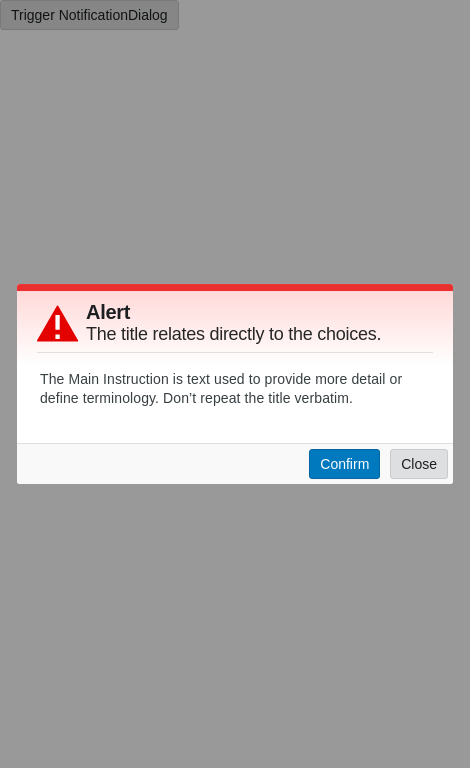 Trigger NotificationDialog
Alert
The title relates directly to the choices.
The Main Instruction is text used to provide more detail or
define terminology. Don’t repeat the title verbatim.
Confirm
Close